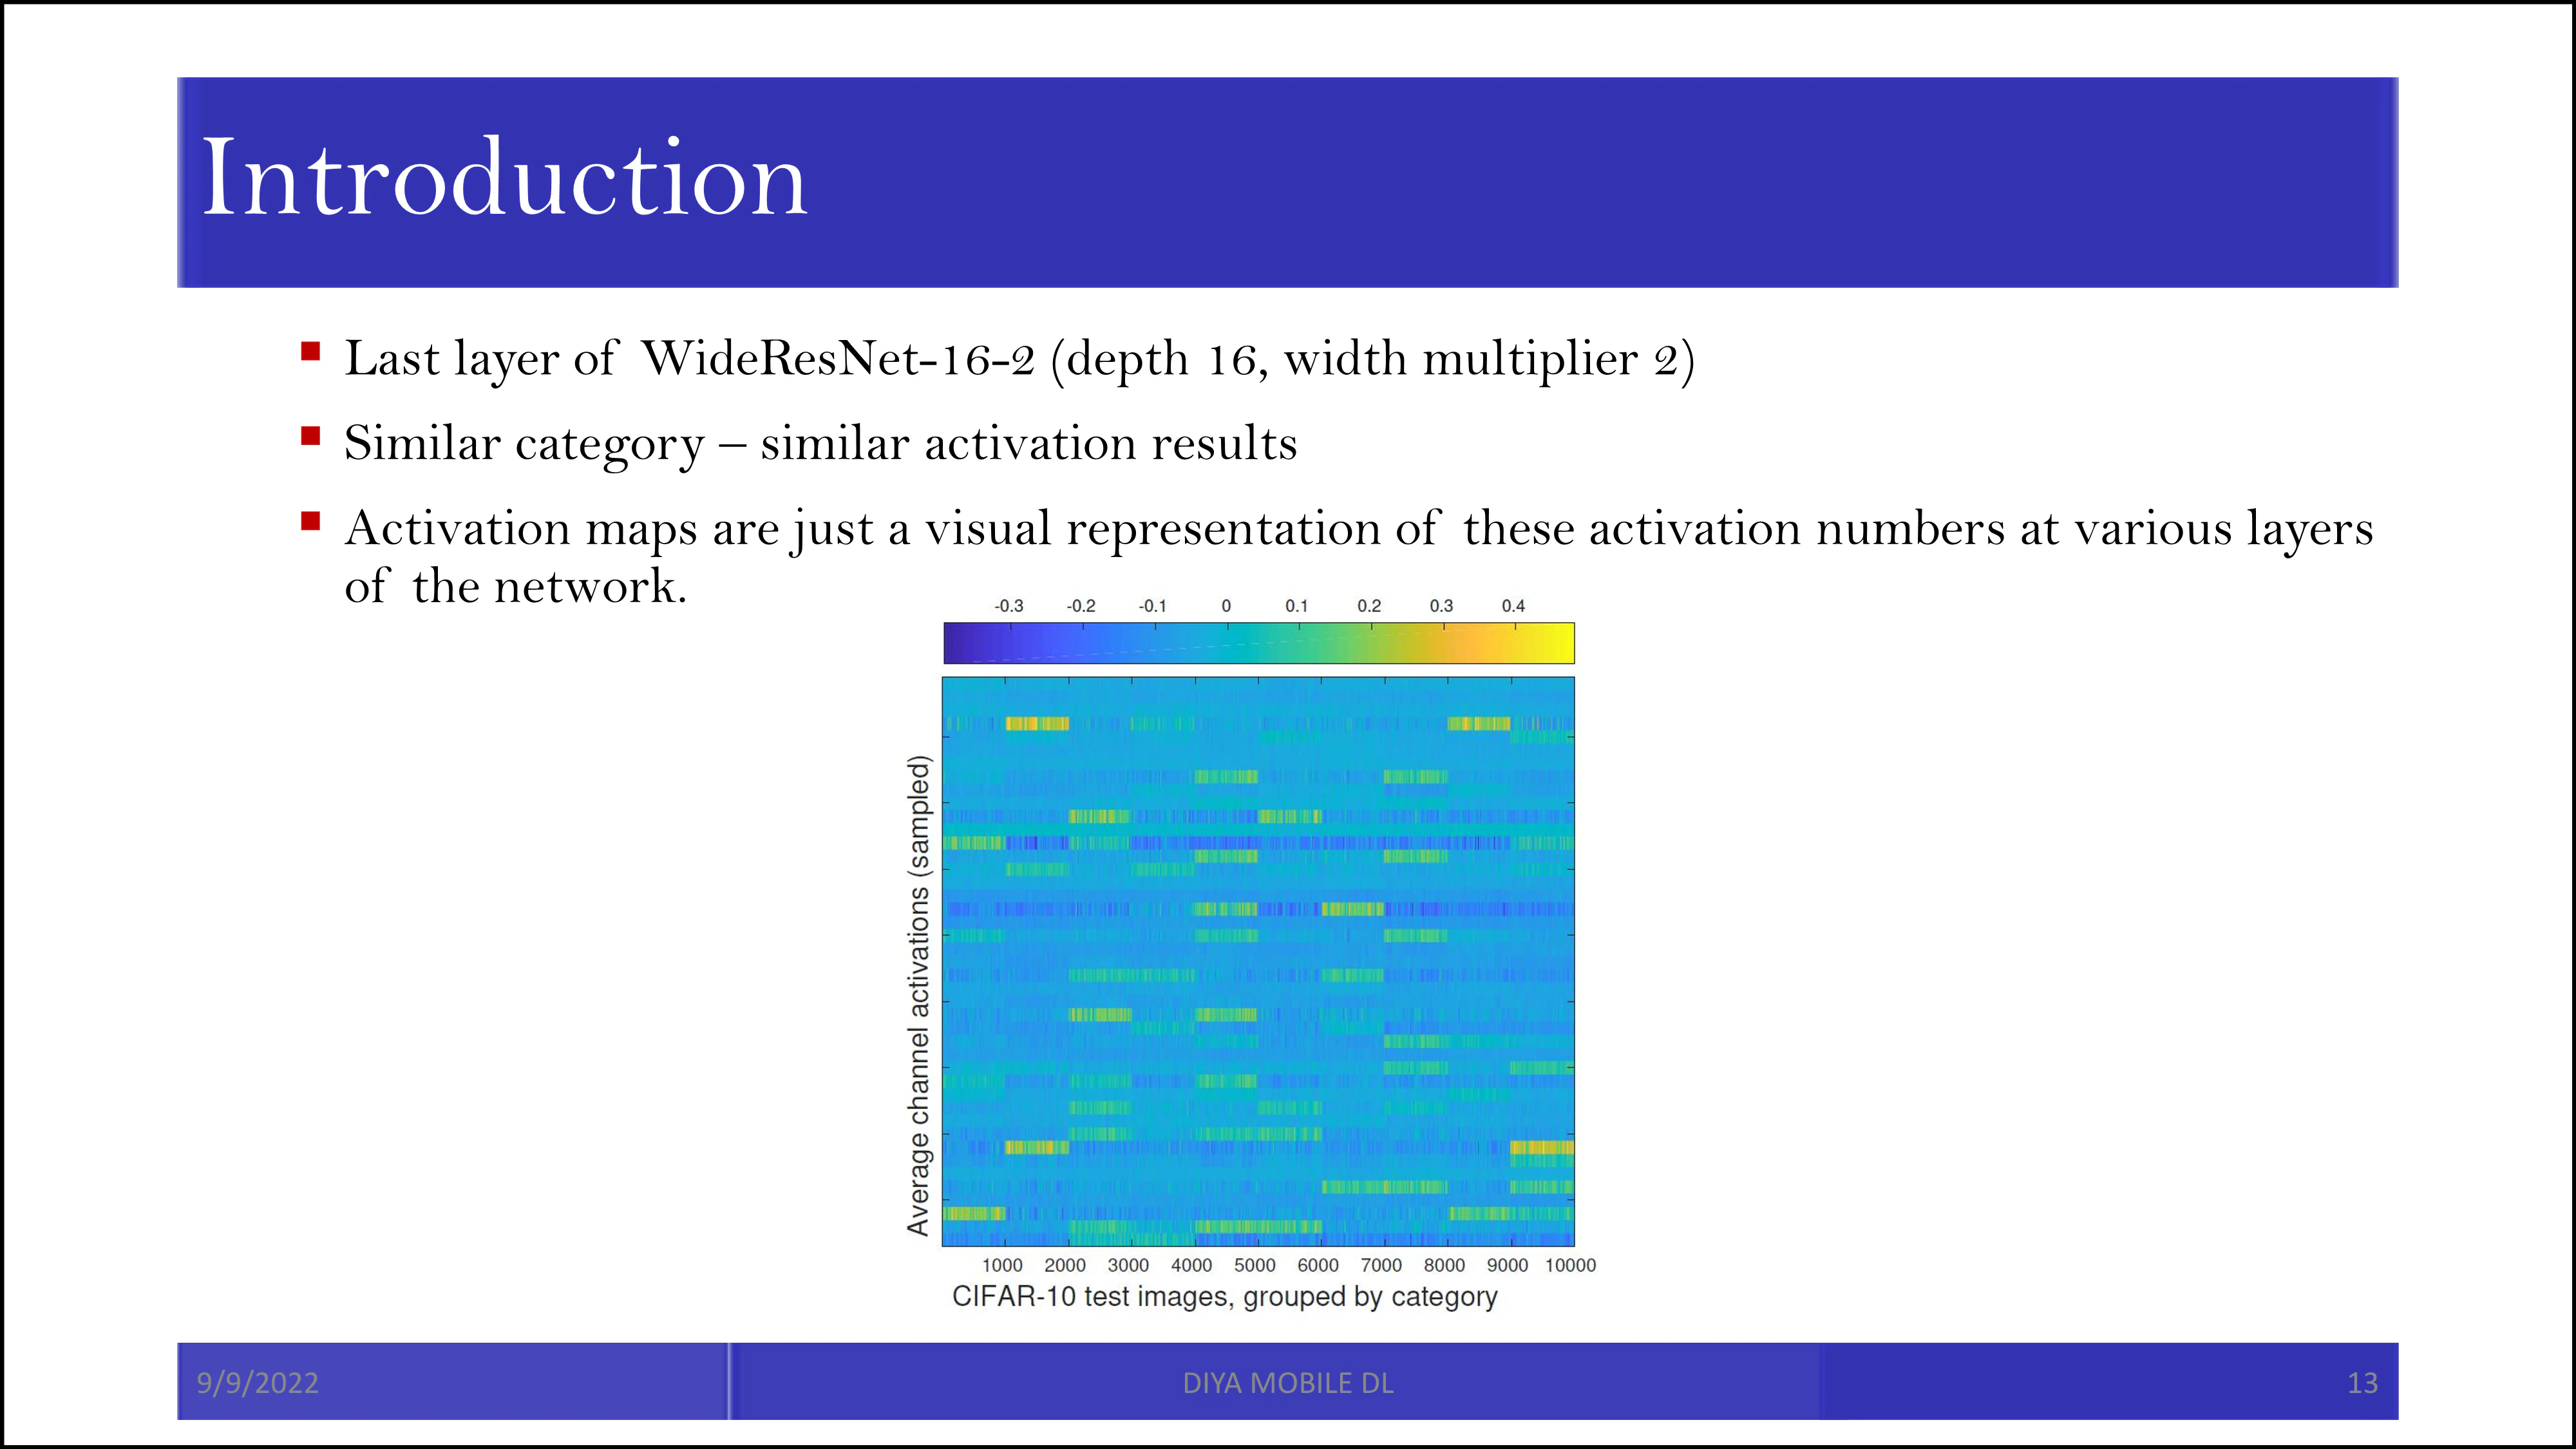 Introduction
Last layer of WideResNet-16-2 (depth 16, width multiplier 2)
Similar category – similar activation results
Activation maps are just a visual representation of these activation numbers at various layers
of the network.
-0.3 -0.2 -0.1 0 0.1 0.2 0.3 0.4
Average channel activations (sampled)
1000 2000 3000 4000 5000 6000 7000 8000 9000 10000
CIFAR-10 test images, grouped by category
9/9/2022
DIYA MOBILE DL
13